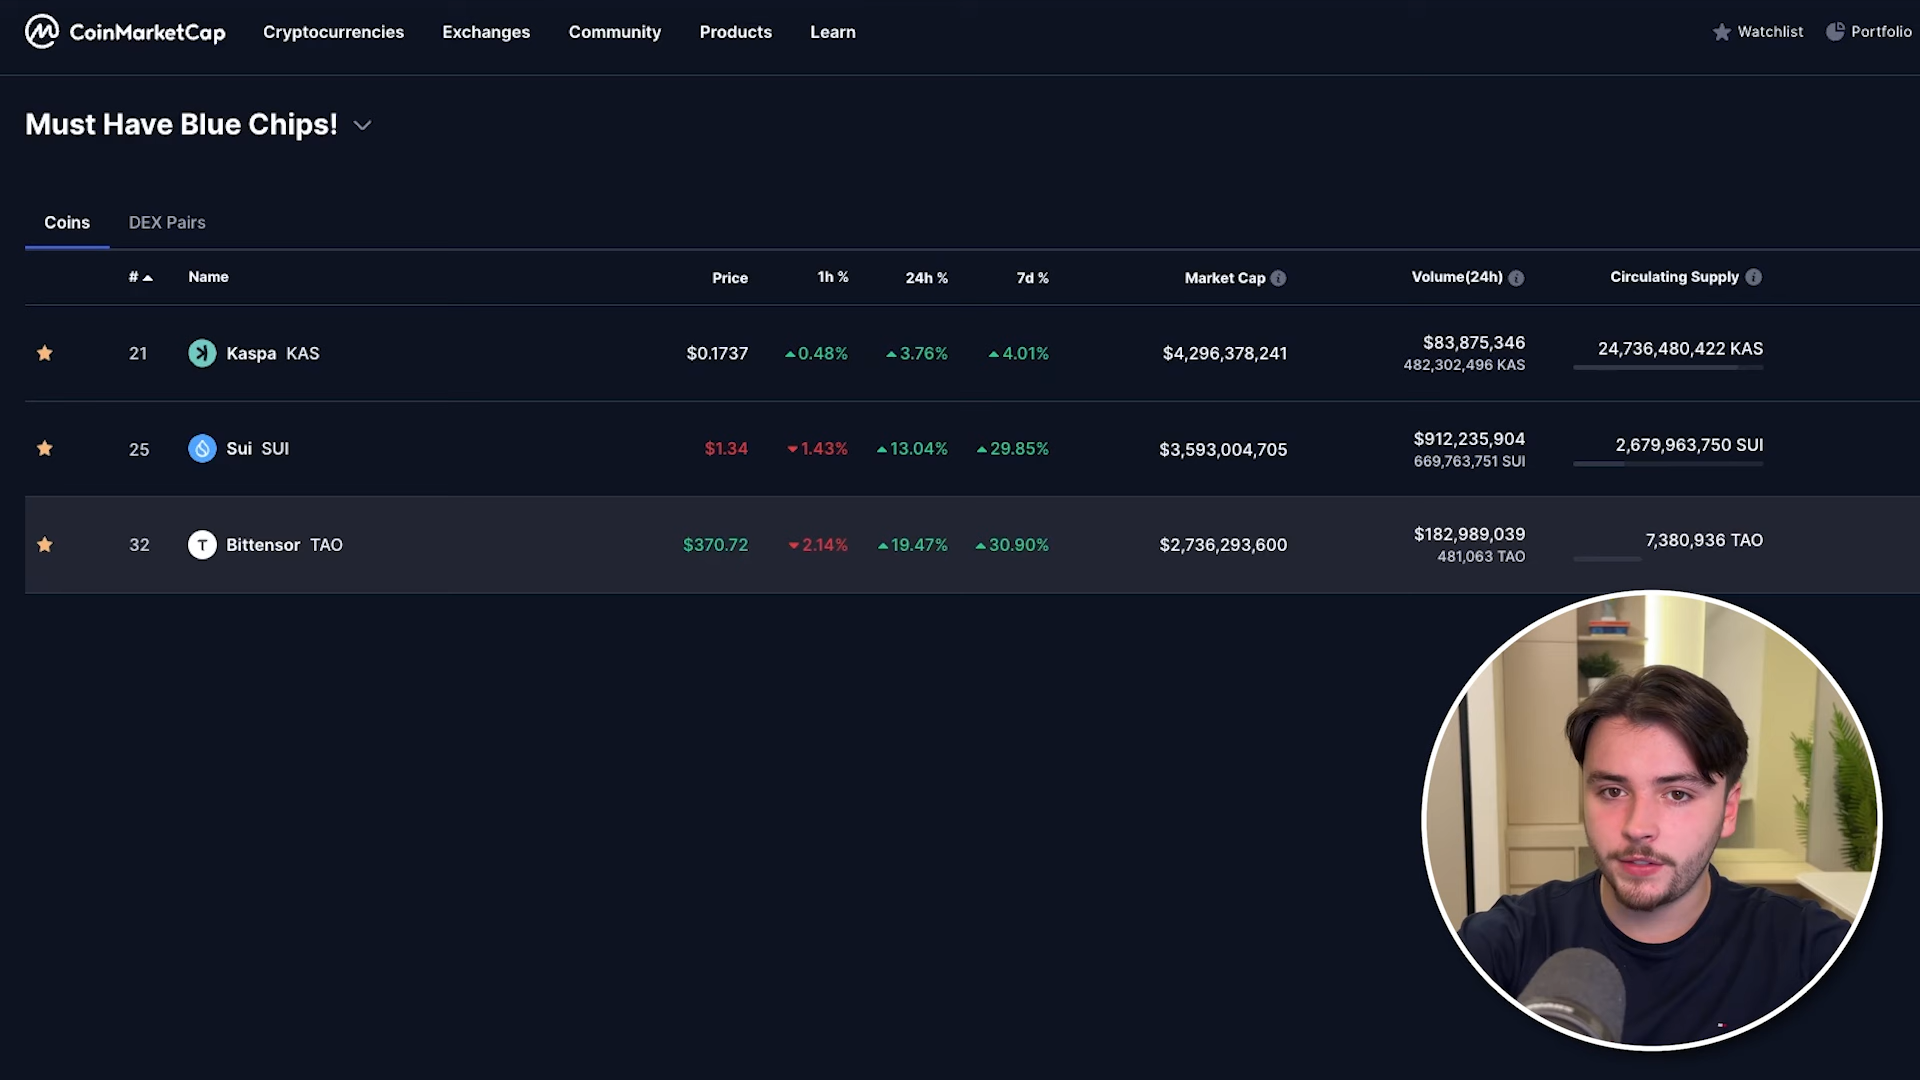 CoinMarketCap Cryptocurrencies Exchanges Community Products Learn Watchlist Portfolio
Must Have Blue Chips!
Coins DEX Pairs
# Name Price 1h % 24h % 7d % Market Cap Volume(24h) Circulating Supply
21 Kaspa KAS $0.1737 0.48% 3.76% 4.01% $4,296,378,241 $83,875,346 24,736,480,422 KAS
482,302,496 KAS
25 Sui SUI $1.34 1.43% 13.04% 29.85% $3,593,004,705 $912,235,904 2,679,963,750 SUI
669,763,751 SUI
32 T Bittensor TAO $370.72 2.14% 19.47% 30.90% $2,736,293,600 $182,989,039 7,380,936 TAO
481,063 TAO